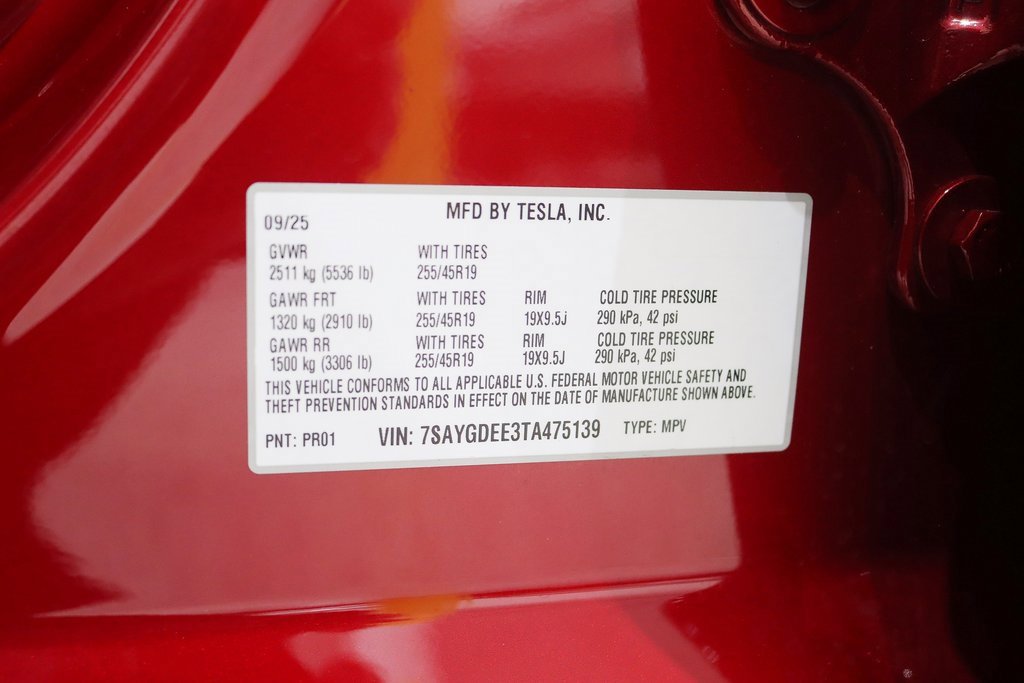 MFD BY TESLA, INC.
09/25
GVWR WITH TIRES
2511 kg (5536 lb) 255/45R19
GAWR FRT WITH TIRES RIM COLD TIRE PRESSURE
1320 kg (2910 lb) 255/45R19 19X9.5J 290 kPa, 42 psi
GAWR RR WITH TIRES RIM COLD TIRE PRESSURE
1500 kg (3306 lb) 255/45R19 19X9.5J 290 kPa, 42 psi
THIS VEHICLE CONFORMS TO ALL APPLICABLE U.S. FEDERAL MOTOR VEHICLE SAFETY AND
THEFT PREVENTION STANDARDS IN EFFECT ON THE DATE OF MANUFACTURE SHOWN ABOVE.
PNT: PR01 VIN: 7SAYGDEE3TA475139 TYPE: MPV